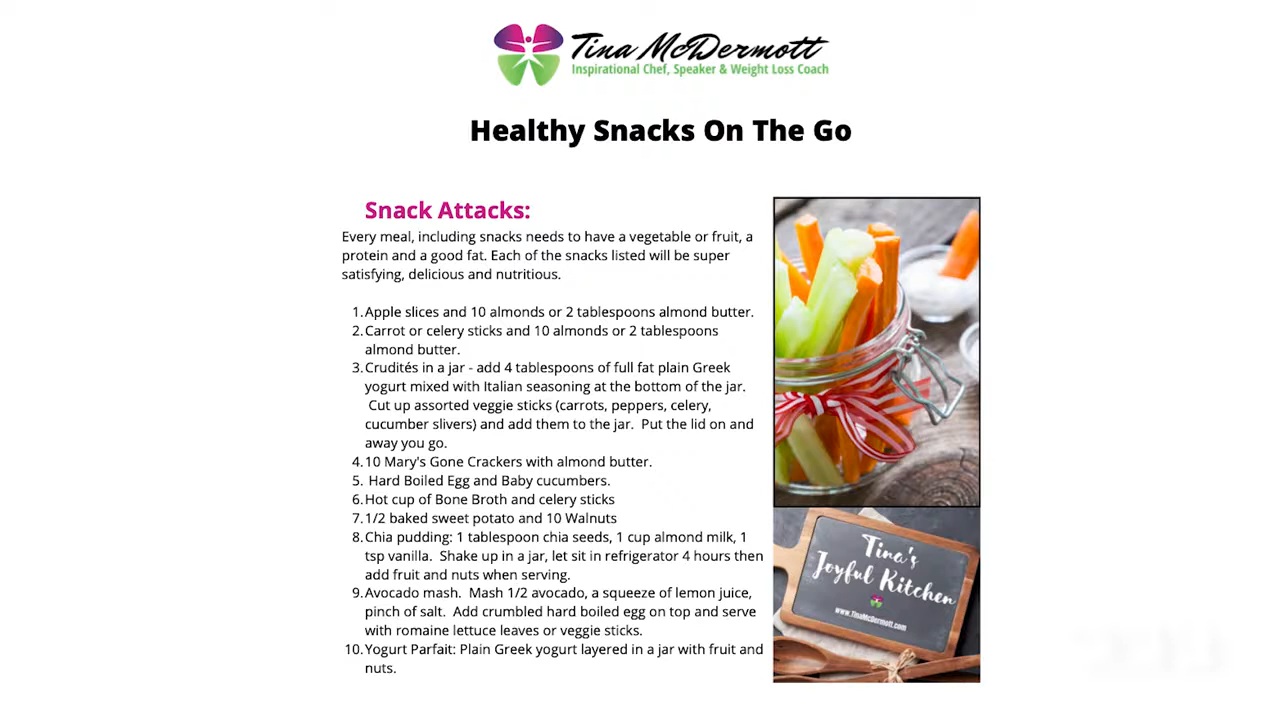 Tina McDermott
Inspirational Chef, Speaker & Weight Loss Coach
Healthy Snacks On The Go
Snack Attacks:
Every meal, including snacks needs to have a vegetable or fruit, a
protein and a good fat. Each of the snacks listed will be super
satisfying, delicious and nutritious.
1. Apple slices and 10 almonds or 2 tablespoons almond butter.
2. Carrot or celery sticks and 10 almonds or 2 tablespoons
almond butter.
3. Crudités in a jar - add 4 tablespoons of full fat plain Greek
yogurt mixed with Italian seasoning at the bottom of the jar.
Cut up assorted veggie sticks (carrots, peppers, celery,
cucumber slivers) and add them to the jar. Put the lid on and
away you go.
4. 10 Mary's Gone Crackers with almond butter.
5. Hard Boiled Egg and Baby cucumbers.
6. Hot cup of Bone Broth and celery sticks
7. 1/2 baked sweet potato and 10 Walnuts
8. Chia pudding: 1 tablespoon chia seeds, 1 cup almond milk, 1
tsp vanilla. Shake up in a jar, let sit in refrigerator 4 hours then
add fruit and nuts when serving.
9. Avocado mash. Mash 1/2 avocado, a squeeze of lemon juice,
pinch of salt. Add crumbled hard boiled egg on top and serve
with romaine lettuce leaves or veggie sticks.
10. Yogurt Parfait: Plain Greek yogurt layered in a jar with fruit and
nuts.
Tina's
Joyful Kitchen
www.TinaMcDermott.com